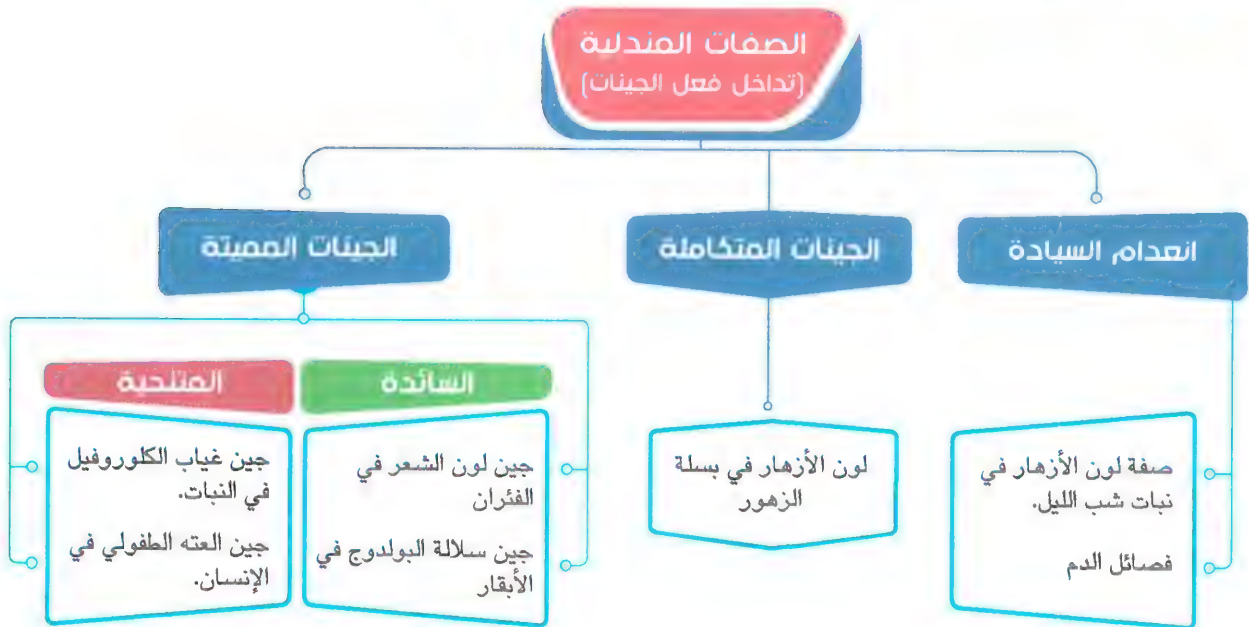 الصفات المندلية
(تداخل فعل الجينات)
انعدام السيادة
الجينات المتكاملة
الجينات المميتة
السائدة
المتنحية
صفة لون الأزهار في
نبات شب الليل.
فصائل الدم
لون الأزهار في بسلة
الزهور
جين لون الشعر في
الفئران
جين سلالة البولدوج في
الأبقار
جين غياب الكلوروفيل
في النبات.
جين العته الطفولي في
الإنسان.